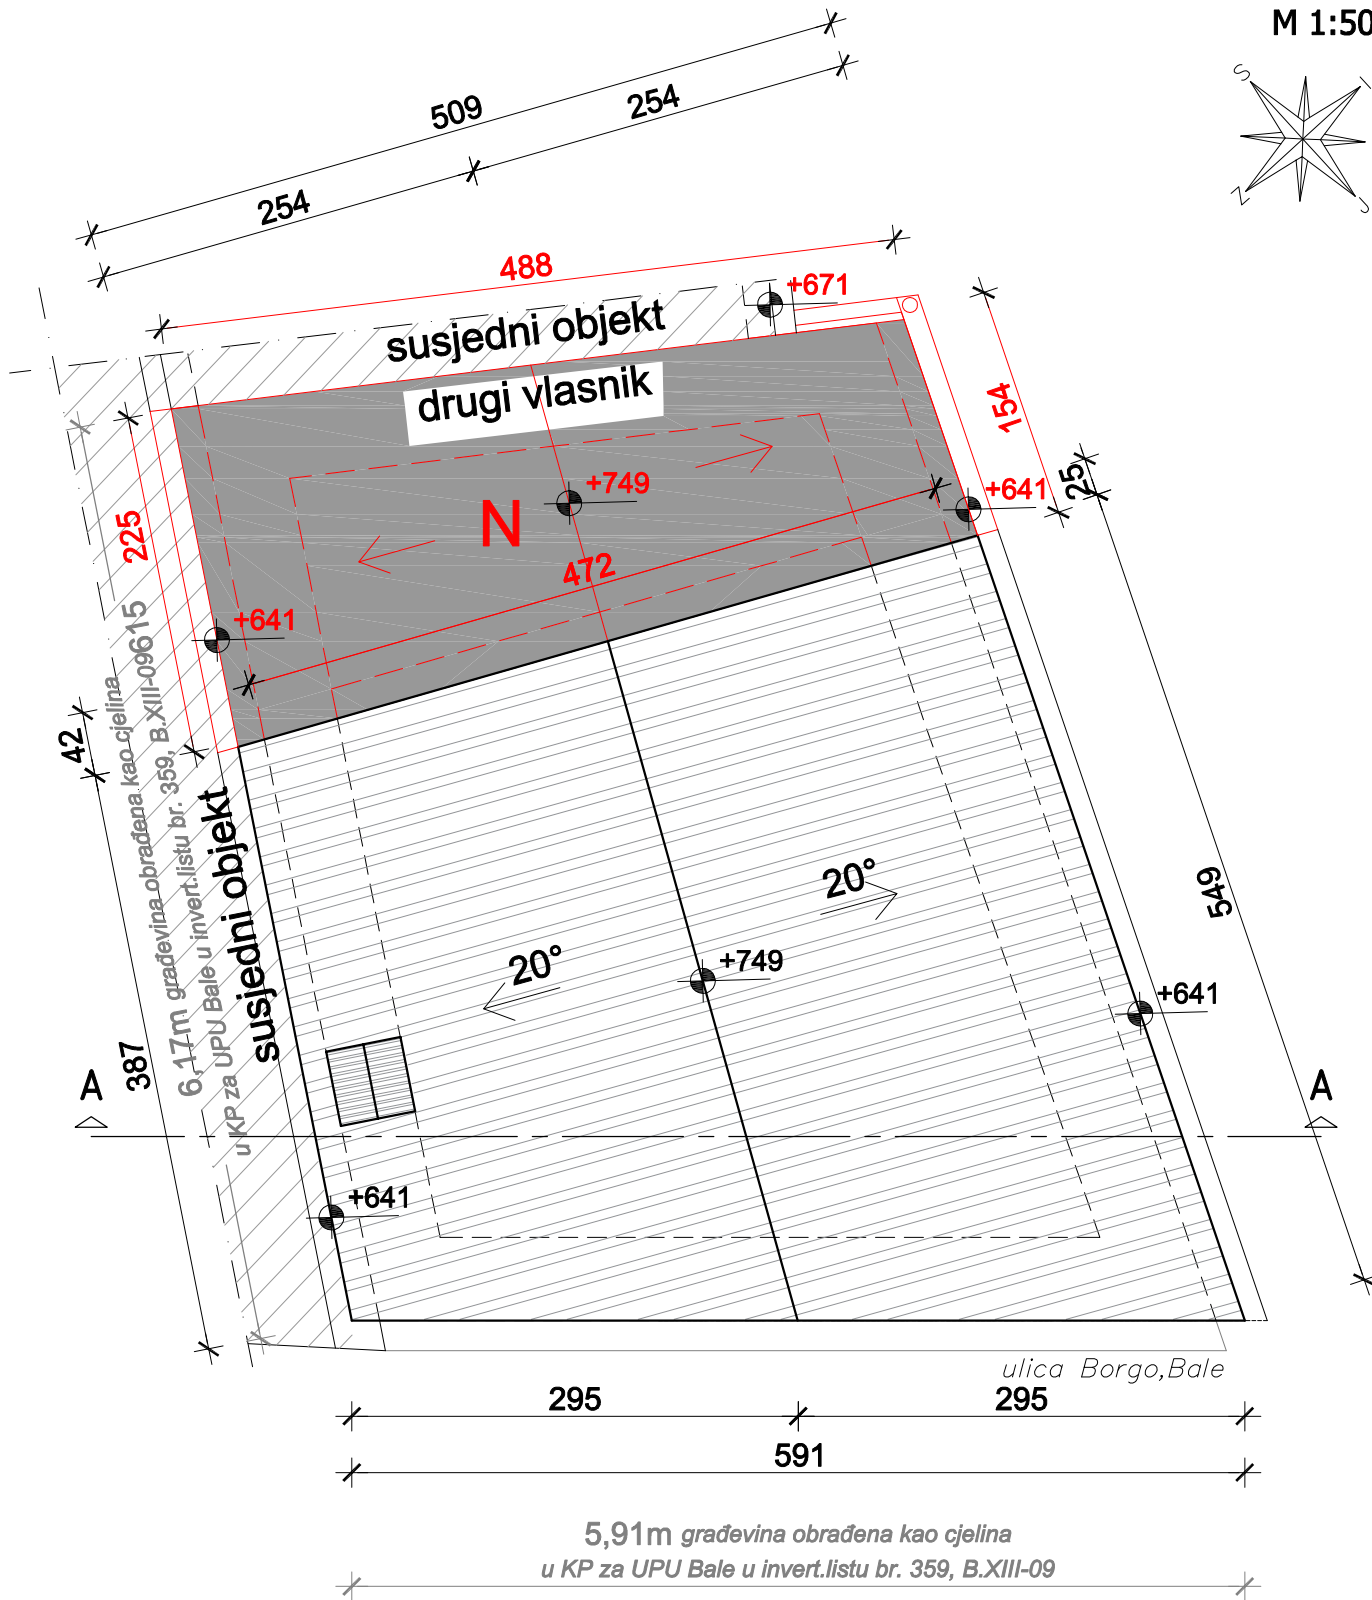 M 1:50
S
I
Z
J
509
254
254
488
+671
susjedni objekt
drugi vlasnik
154
25
+749
+641
N
225
472
+641
615
6,17m građevina obrađena kao cjelina
u KP za UPU Bale u invert.listu br. 359, B.XIII-09
42
susjedni objekt
387
549
20°
20°
+749
+641
A
A
+641
ulica Borgo,Bale
295
295
591
5,91m građevina obrađena kao cjelina
u KP za UPU Bale u invert.listu br. 359, B.XIII-09